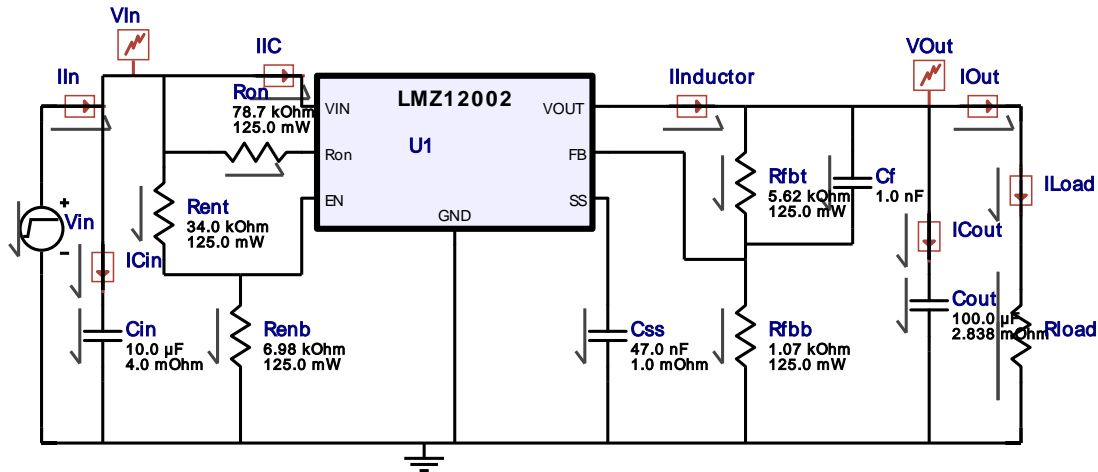 VIn
IIn
IIC
Ron
78.7 kOhm
125.0 mW
LMZ12002
U1
VIN
Ron
EN
GND
VOUT
FB
SS
IInductor
VOut
IOut
+
Vin
−
Rent
34.0 kOhm
125.0 mW
Rfbt
5.62 kOhm
125.0 mW
Cf
1.0 nF
ILoad
ICin
ICout
Cin
10.0 µF
4.0 mOhm
Renb
6.98 kOhm
125.0 mW
Css
47.0 nF
1.0 mOhm
Rfbb
1.07 kOhm
125.0 mW
Cout
100.0 µF
2.838 mOhm
Rload